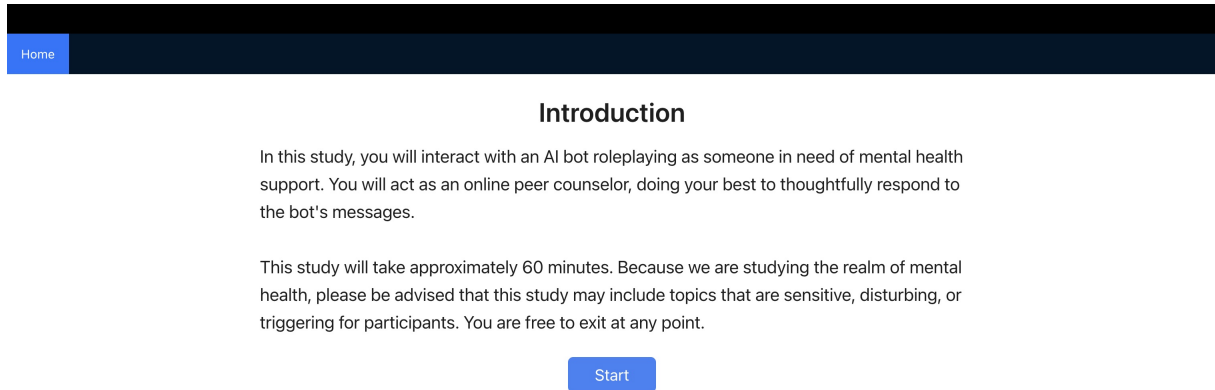 Home
Introduction
In this study, you will interact with an AI bot roleplaying as someone in need of mental health
support. You will act as an online peer counselor, doing your best to thoughtfully respond to
the bot's messages.
This study will take approximately 60 minutes. Because we are studying the realm of mental
health, please be advised that this study may include topics that are sensitive, disturbing, or
triggering for participants. You are free to exit at any point.
Start